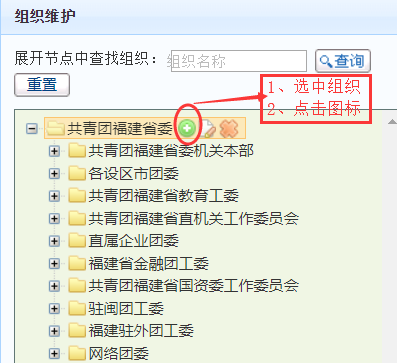 组织维护
展开节点中查找组织： 组织名称 查询
重置
1、选中组织
2、点击图标
共青团福建省委
共青团福建省委机关本部
各设区市团委
共青团福建省教育工委
共青团福建省直机关工作委员会
直属企业团委
福建省金融团工委
共青团福建省国资委工作委员会
驻闽团工委
福建驻外团工委
网络团委